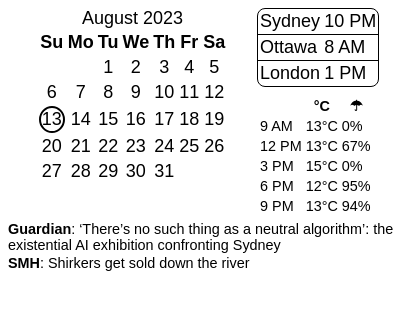 August 2023
Su Mo Tu We Th Fr Sa
1 2 3 4 5
6 7 8 9 10 11 12
13 14 15 16 17 18 19
20 21 22 23 24 25 26
27 28 29 30 31
Sydney 10 PM
Ottawa 8 AM
London 1 PM
°C ☂
9 AM 13°C 0%
12 PM 13°C 67%
3 PM 15°C 0%
6 PM 12°C 95%
9 PM 13°C 94%
Guardian: ‘There’s no such thing as a neutral algorithm’: the
existential AI exhibition confronting Sydney
SMH: Shirkers get sold down the river